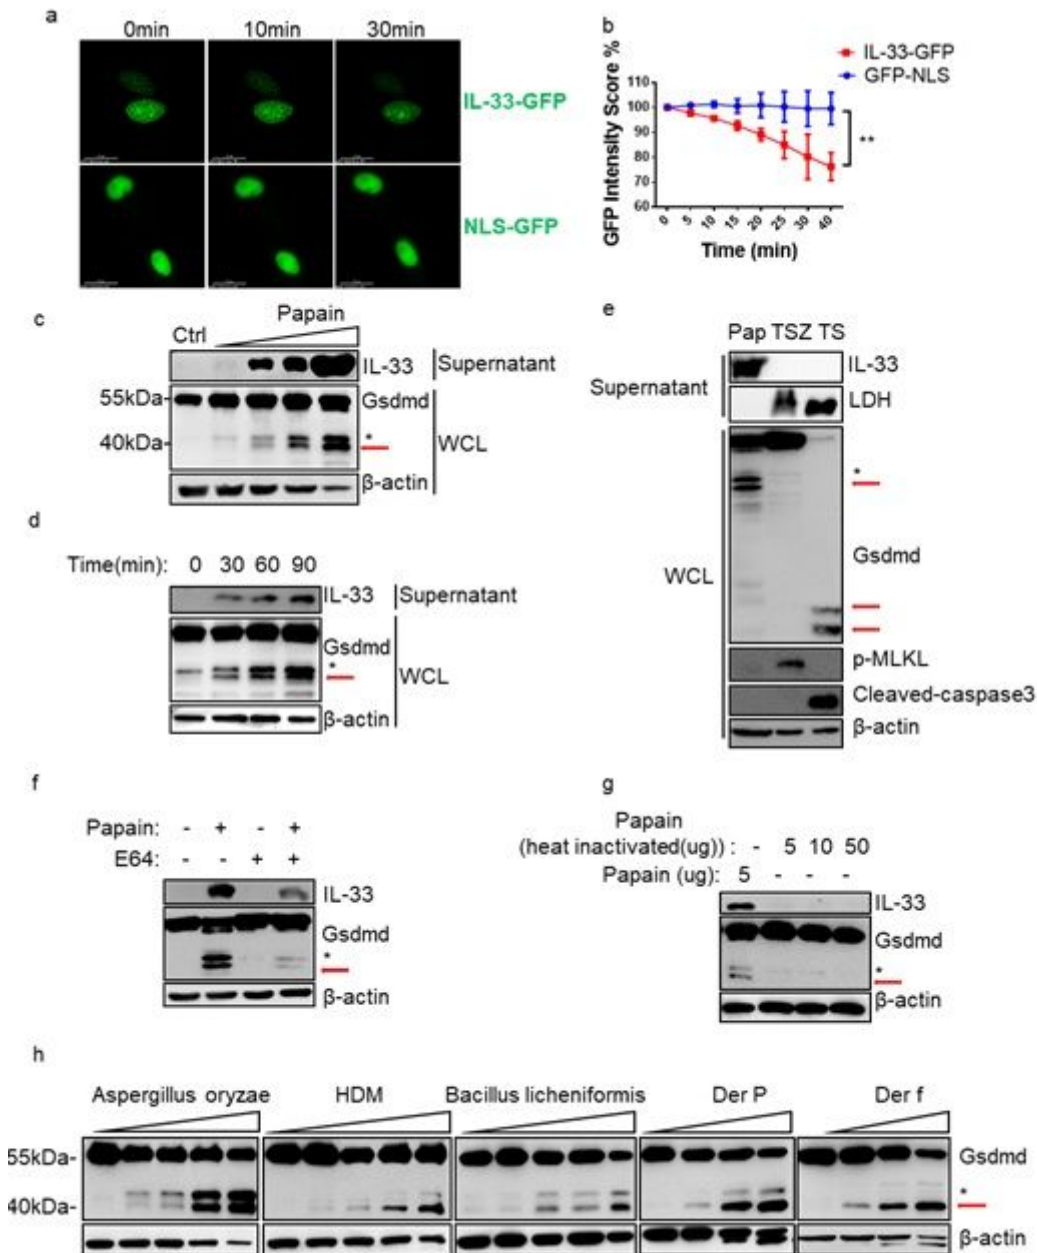 a
0min 10min 30min
IL-33-GFP
NLS-GFP
b
IL-33-GFP
GFP-NLS
GFP Intensity Score %
110
100
90
80
70
60
**
0 5 10 15 20 25 30 40
Time (min)
c
Papain
Ctrl
IL-33 Supernatant
55kDa- Gsdmd
*
40kDa- WCL
β-actin
d
Time(min): 0 30 60 90
IL-33 Supernatant
Gsdmd
*
WCL
β-actin
e
Pap TSZ TS
IL-33
Supernatant
LDH
*
Gsdmd
WCL
p-MLKL
Cleaved-caspase3
β-actin
f
Papain: - + - +
E64: - - + +
IL-33
Gsdmd
*
β-actin
g
Papain
(heat inactivated(ug)) : - 5 10 50
Papain (ug): 5 - - -
IL-33
Gsdmd
*
β-actin
h
Aspergillus oryzae HDM Bacillus licheniformis Der P Der f
55kDa- Gsdmd
*
40kDa-
β-actin